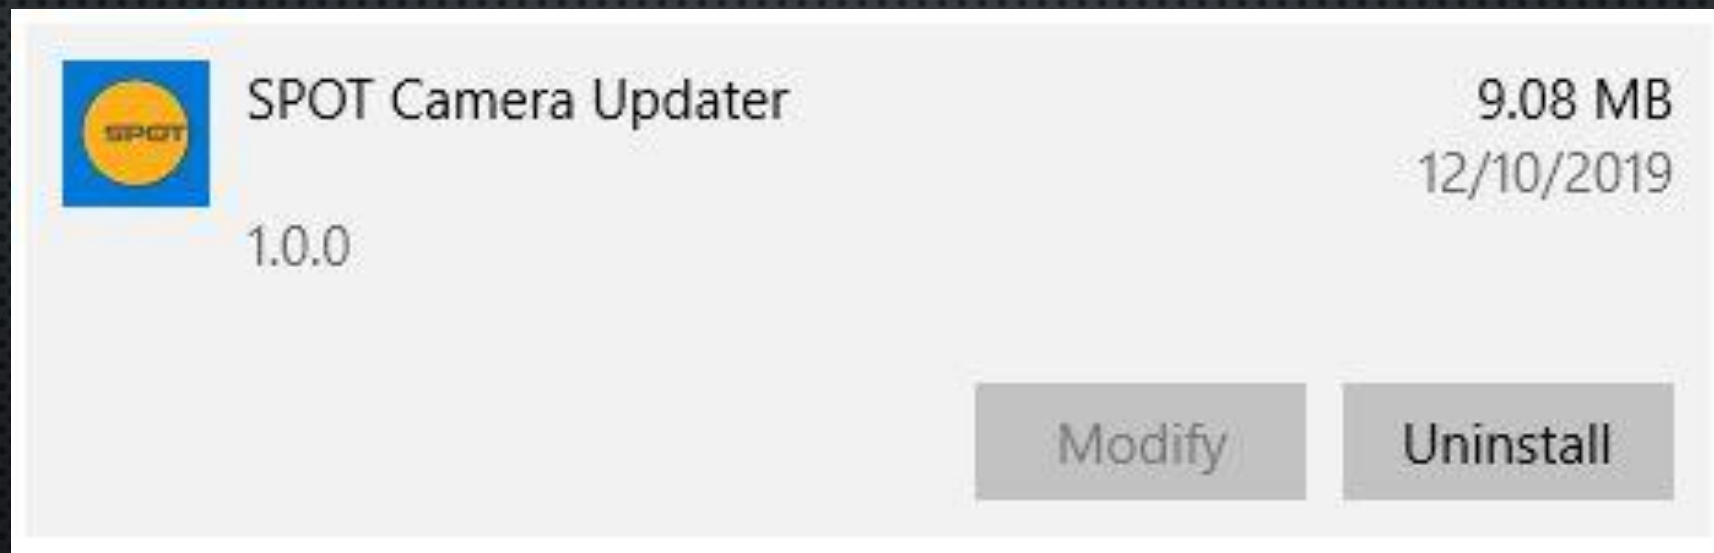 SPOT
SPOT Camera Updater
9.08 MB
12/10/2019
1.0.0
Modify
Uninstall